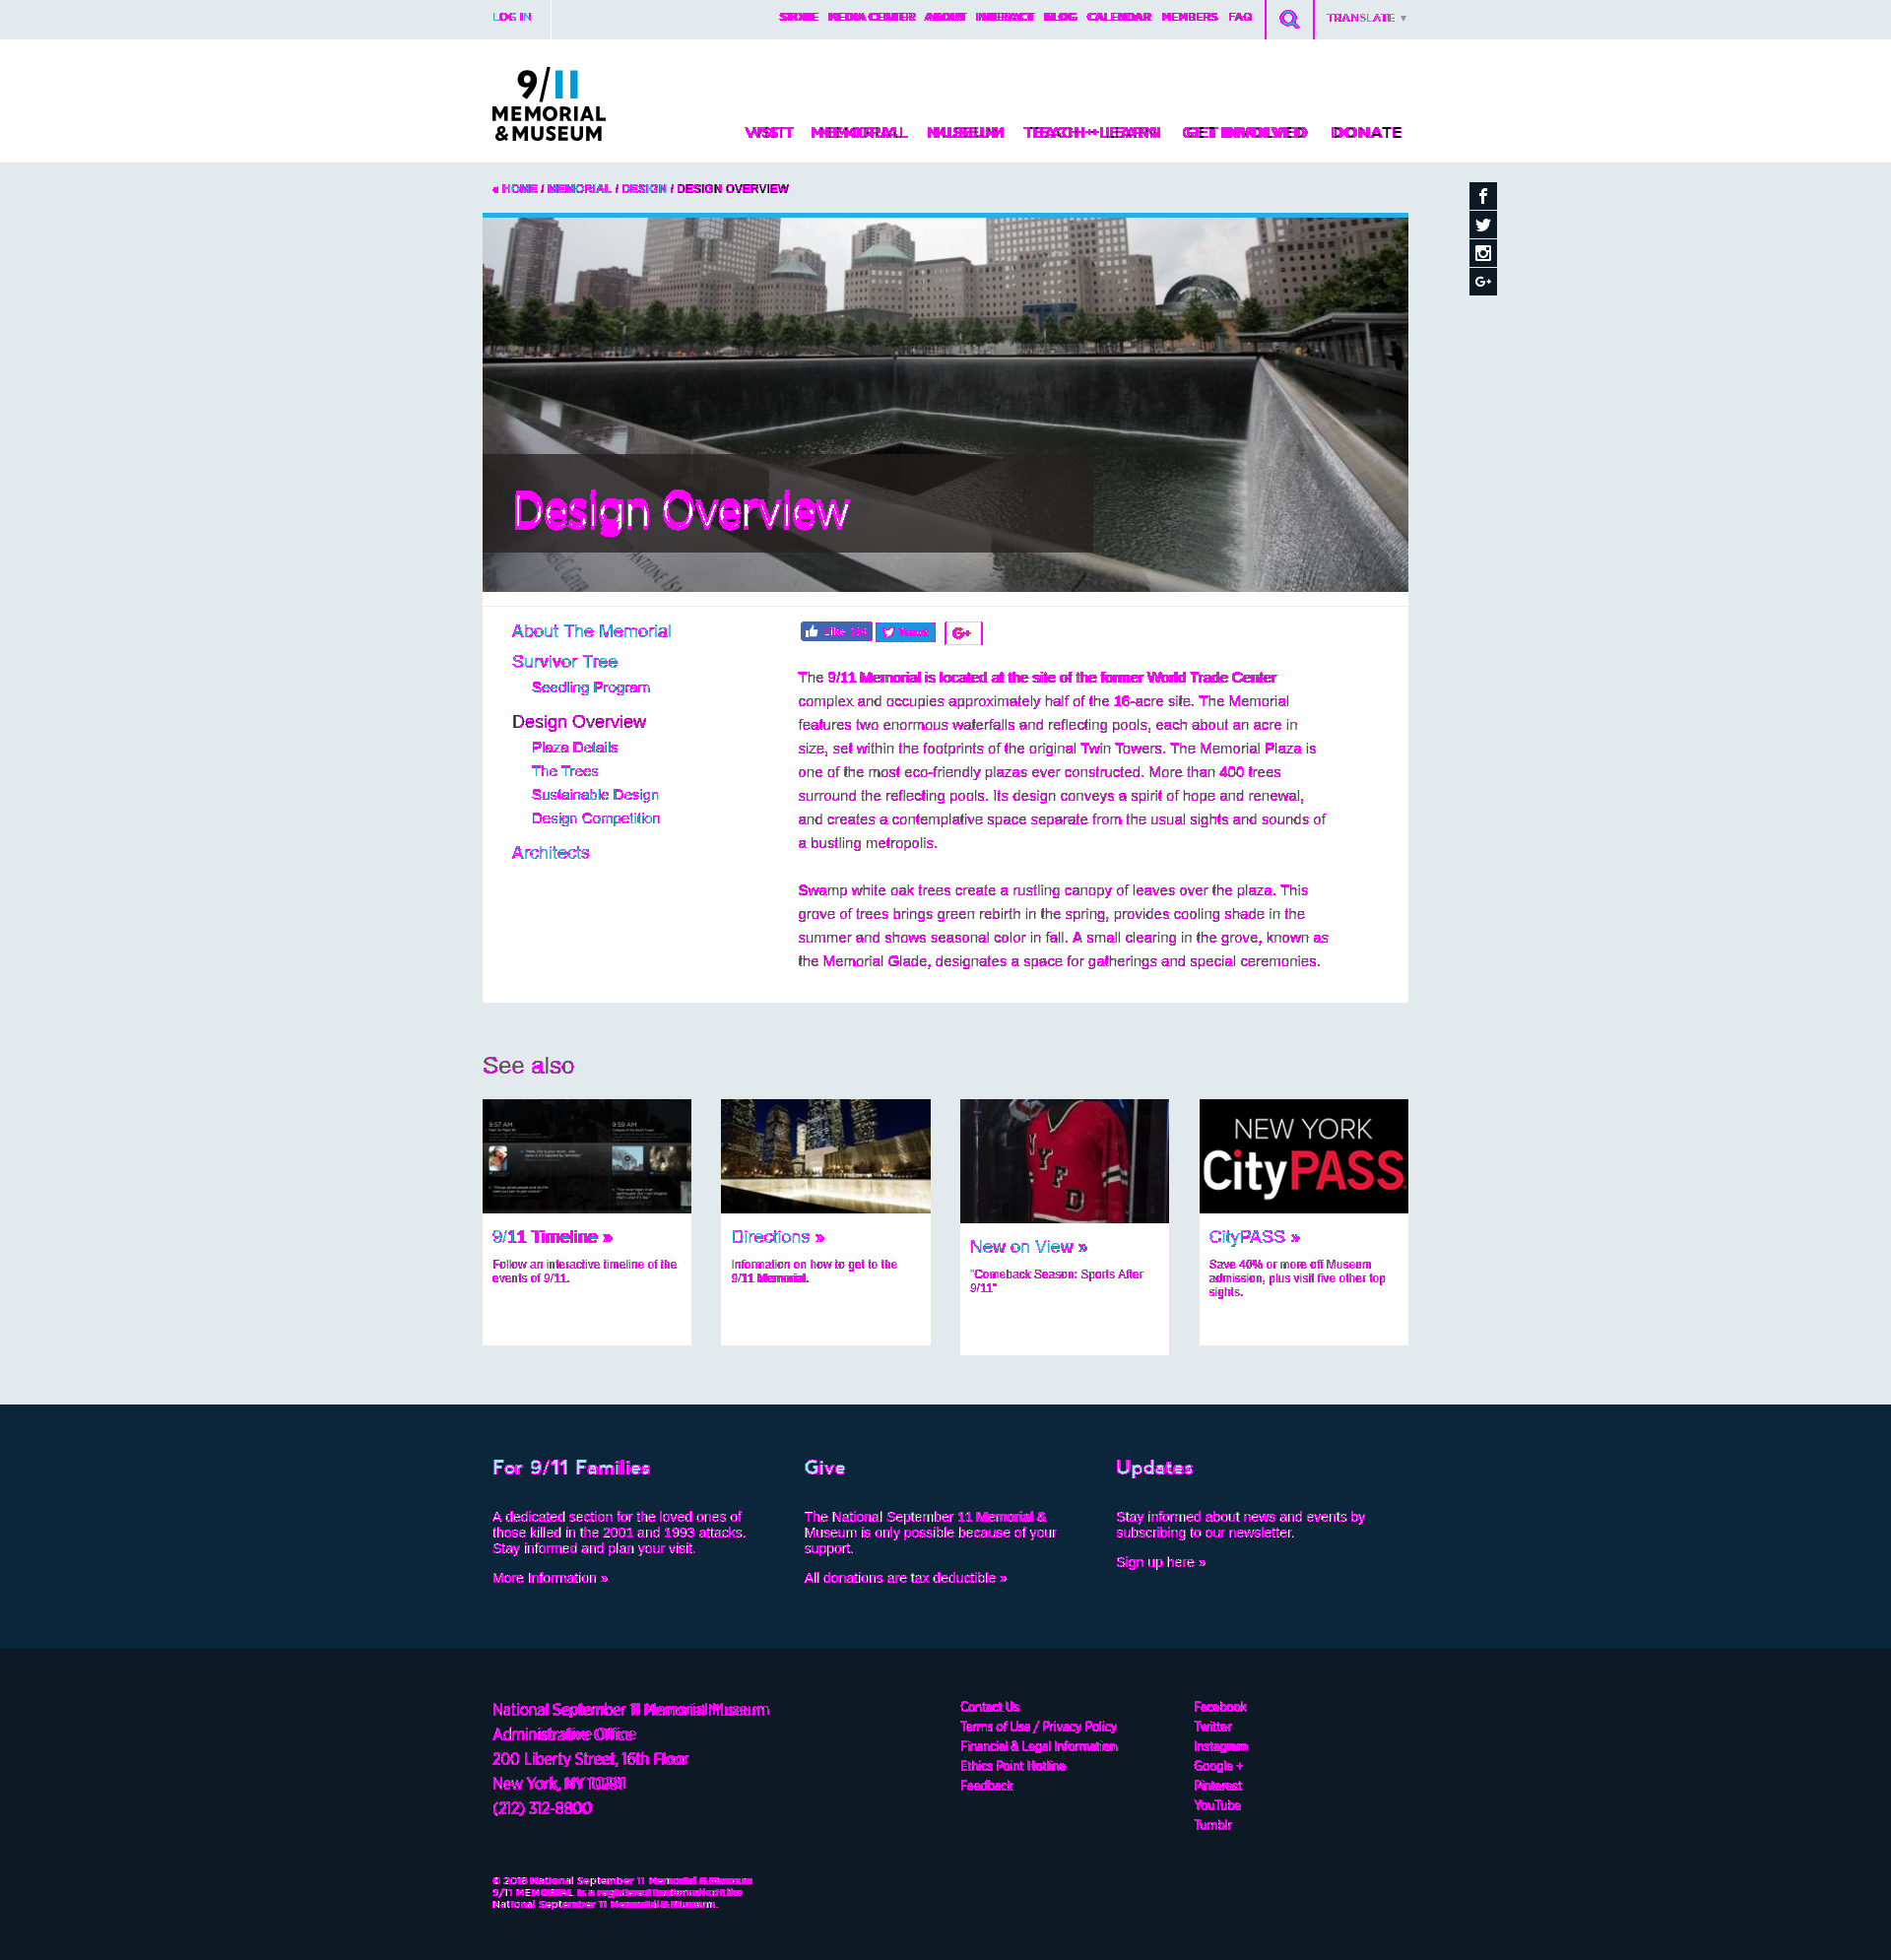 LOG IN
STORE MEDIA CENTER ABOUT INTERACT BLOG CALENDAR MEMBERS FAQ TRANSLATE ▼
9/11
MEMORIAL
&MUSEUM
VISIT MEMORIAL MUSEUM TEACH + LEARN GET INVOLVED DONATE
« HOME / MEMORIAL / DESIGN / DESIGN OVERVIEW
Design Overview
About The Memorial
Survivor Tree
Seedling Program
Design Overview
Plaza Details
The Trees
Sustainable Design
Design Competition
Architects
Like 114 Tweet G+
The 9/11 Memorial is located at the site of the former World Trade Center
complex and occupies approximately half of the 16-acre site. The Memorial
features two enormous waterfalls and reflecting pools, each about an acre in
size, set within the footprints of the original Twin Towers. The Memorial Plaza is
one of the most eco-friendly plazas ever constructed. More than 400 trees
surround the reflecting pools. Its design conveys a spirit of hope and renewal,
and creates a contemplative space separate from the usual sights and sounds of
a bustling metropolis.
Swamp white oak trees create a rustling canopy of leaves over the plaza. This
grove of trees brings green rebirth in the spring, provides cooling shade in the
summer and shows seasonal color in fall. A small clearing in the grove, known as
the Memorial Glade, designates a space for gatherings and special ceremonies.
See also
9:57 AM
9:59 AM
NYFD
NEW YORK
CityPASS
9/11 Timeline »
Follow an interactive timeline of the
events of 9/11.
Directions »
Information on how to get to the
9/11 Memorial.
New on View »
"Comeback Season: Sports After
9/11"
CityPASS »
Save 40% or more off Museum
admission, plus visit five other top
sights.
For 9/11 Families
A dedicated section for the loved ones of
those killed in the 2001 and 1993 attacks.
Stay informed and plan your visit.
More Information »
Give
The National September 11 Memorial &
Museum is only possible because of your
support.
All donations are tax deductible »
Updates
Stay informed about news and events by
subscribing to our newsletter.
Sign up here »
National September 11 Memorial Museum
Administrative Office
200 Liberty Street, 16th Floor
New York, NY 10281
(212) 312-8800
Contact Us
Terms of Use / Privacy Policy
Financial & Legal Information
Ethics Point Hotline
Feedback
Facebook
Twitter
Instagram
Google +
Pinterest
YouTube
Tumblr
© 2018 National September 11 Memorial & Museum
9/11 MEMORIAL is a registered trademark of the
National September 11 Memorial & Museum.